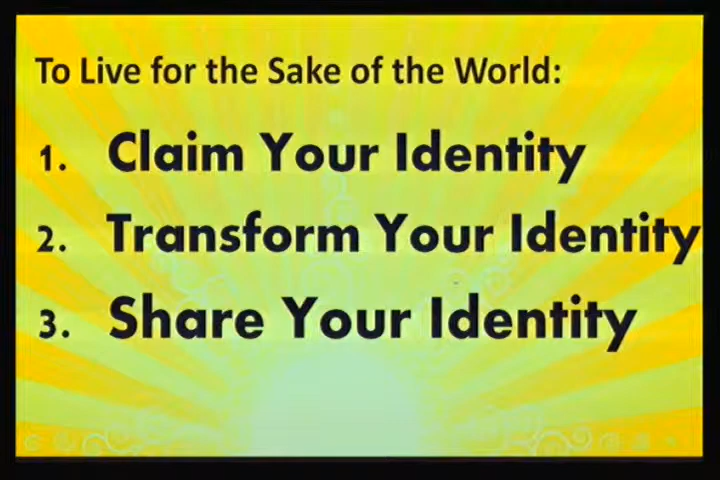 To Live for the Sake of the World:
1. Claim Your Identity
2. Transform Your Identity
3. Share Your Identity